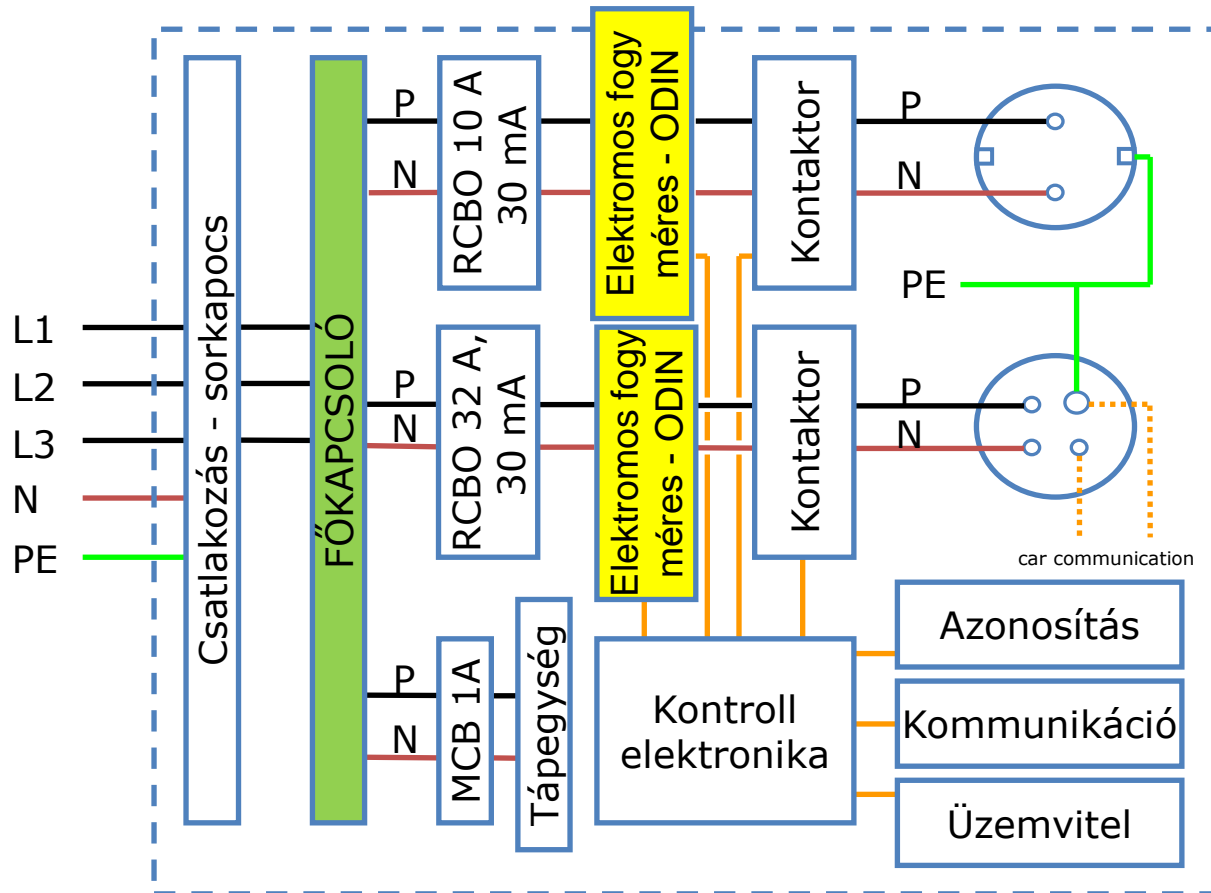 L1
L2
L3
N
PE
Csatlakozás - sorkapocs
FŐKAPCSOLÓ
P
N
RCBO 10 A
30 mA
Elektromos fogy
méres - ODIN
Kontaktor
P
N
PE
P
N
RCBO 32 A,
30 mA
Elektromos fogy
méres - ODIN
Kontaktor
P
N
car communication
P
N
MCB 1A
Tápegység
Kontroll
elektronika
Azonosítás
Kommunikáció
Üzemvitel